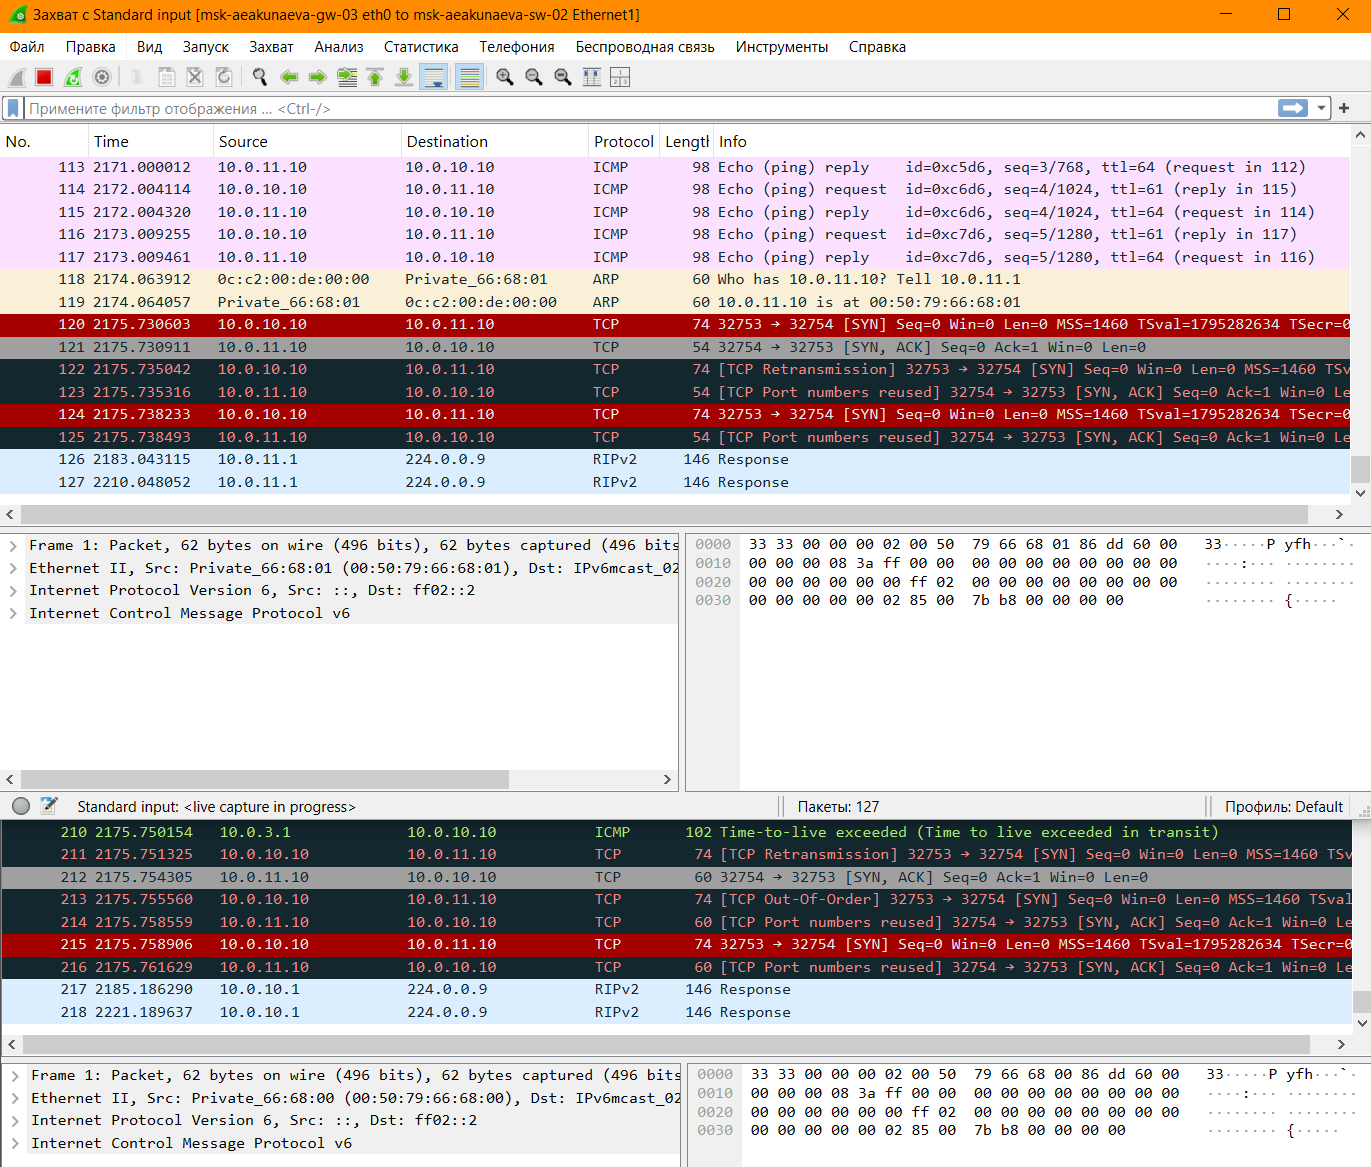 Захват с Standard input [msk-aeakunaeva-gw-03 eth0 to msk-aeakunaeva-sw-02 Ethernet1]
Файл Правка Вид Запуск Захват Анализ Статистика Телефония Беспроводная связь Инструменты Справка
Примените фильтр отображения ... <Ctrl-/>
No. Time Source Destination Protocol Length Info
113 2171.000012 10.0.11.10 10.0.10.10 ICMP 98 Echo (ping) reply id=0xc5d6, seq=3/768, ttl=64 (request in 112)
114 2172.004114 10.0.10.10 10.0.11.10 ICMP 98 Echo (ping) request id=0xc6d6, seq=4/1024, ttl=61 (reply in 115)
115 2172.004320 10.0.11.10 10.0.10.10 ICMP 98 Echo (ping) reply id=0xc6d6, seq=4/1024, ttl=64 (request in 114)
116 2173.009255 10.0.10.10 10.0.11.10 ICMP 98 Echo (ping) request id=0xc7d6, seq=5/1280, ttl=61 (reply in 117)
117 2173.009461 10.0.11.10 10.0.10.10 ICMP 98 Echo (ping) reply id=0xc7d6, seq=5/1280, ttl=64 (request in 116)
118 2174.063912 0c:c2:00:de:00:00 Private_66:68:01 ARP 60 Who has 10.0.11.10? Tell 10.0.11.1
119 2174.064057 Private_66:68:01 0c:c2:00:de:00:00 ARP 60 10.0.11.10 is at 00:50:79:66:68:01
120 2175.730603 10.0.10.10 10.0.11.10 TCP 74 32753 → 32754 [SYN] Seq=0 Win=0 Len=0 MSS=1460 TSval=1795282634 TSecr=0
121 2175.730911 10.0.11.10 10.0.10.10 TCP 54 32754 → 32753 [SYN, ACK] Seq=0 Ack=1 Win=0 Len=0
122 2175.735042 10.0.10.10 10.0.11.10 TCP 74 [TCP Retransmission] 32753 → 32754 [SYN] Seq=0 Win=0 Len=0 MSS=1460 TSv
123 2175.735316 10.0.11.10 10.0.10.10 TCP 54 [TCP Port numbers reused] 32754 → 32753 [SYN, ACK] Seq=0 Ack=1 Win=0 Le
124 2175.738233 10.0.10.10 10.0.11.10 TCP 74 32753 → 32754 [SYN] Seq=0 Win=0 Len=0 MSS=1460 TSval=1795282634 TSecr=0
125 2175.738493 10.0.11.10 10.0.10.10 TCP 54 [TCP Port numbers reused] 32754 → 32753 [SYN, ACK] Seq=0 Ack=1 Win=0 Le
126 2183.043115 10.0.11.1 224.0.0.9 RIPv2 146 Response
127 2210.048052 10.0.11.1 224.0.0.9 RIPv2 146 Response
Frame 1: Packet, 62 bytes on wire (496 bits), 62 bytes captured (496 bits
Ethernet II, Src: Private_66:68:01 (00:50:79:66:68:01), Dst: IPv6mcast_02
Internet Protocol Version 6, Src: ::, Dst: ff02::2
Internet Control Message Protocol v6
0000 33 33 00 00 00 02 00 50 79 66 68 01 86 dd 60 00 33·····P yfh···`·
0010 00 00 00 08 3a ff 00 00 00 00 00 00 00 00 00 00 ····:··· ········
0020 00 00 00 00 00 00 ff 02 00 00 00 00 00 00 00 00 ········ ········
0030 00 00 00 00 00 02 85 00 7b b8 00 00 00 00 ········ {·····
Standard input: <live capture in progress> Пакеты: 127 Профиль: Default
210 2175.750154 10.0.3.1 10.0.10.10 ICMP 102 Time-to-live exceeded (Time to live exceeded in transit)
211 2175.751325 10.0.10.10 10.0.11.10 TCP 74 [TCP Retransmission] 32753 → 32754 [SYN] Seq=0 Win=0 Len=0 MSS=1460 TSv
212 2175.754305 10.0.11.10 10.0.10.10 TCP 60 32754 → 32753 [SYN, ACK] Seq=0 Ack=1 Win=0 Len=0
213 2175.755560 10.0.10.10 10.0.11.10 TCP 74 [TCP Out-Of-Order] 32753 → 32754 [SYN] Seq=0 Win=0 Len=0 MSS=1460 TSval
214 2175.758559 10.0.11.10 10.0.10.10 TCP 60 [TCP Port numbers reused] 32754 → 32753 [SYN, ACK] Seq=0 Ack=1 Win=0 Le
215 2175.758906 10.0.10.10 10.0.11.10 TCP 74 32753 → 32754 [SYN] Seq=0 Win=0 Len=0 MSS=1460 TSval=1795282634 TSecr=0
216 2175.761629 10.0.11.10 10.0.10.10 TCP 60 [TCP Port numbers reused] 32754 → 32753 [SYN, ACK] Seq=0 Ack=1 Win=0 Le
217 2185.186290 10.0.10.1 224.0.0.9 RIPv2 146 Response
218 2221.189637 10.0.10.1 224.0.0.9 RIPv2 146 Response
Frame 1: Packet, 62 bytes on wire (496 bits), 62 bytes captured (496 bits
Ethernet II, Src: Private_66:68:00 (00:50:79:66:68:00), Dst: IPv6mcast_02
Internet Protocol Version 6, Src: ::, Dst: ff02::2
Internet Control Message Protocol v6
0000 33 33 00 00 00 02 00 50 79 66 68 00 86 dd 60 00 33·····P yfh···`·
0010 00 00 00 08 3a ff 00 00 00 00 00 00 00 00 00 00 ····:··· ········
0020 00 00 00 00 00 00 ff 02 00 00 00 00 00 00 00 00 ········ ········
0030 00 00 00 00 00 02 85 00 7b b8 00 00 00 00 ········ {·····